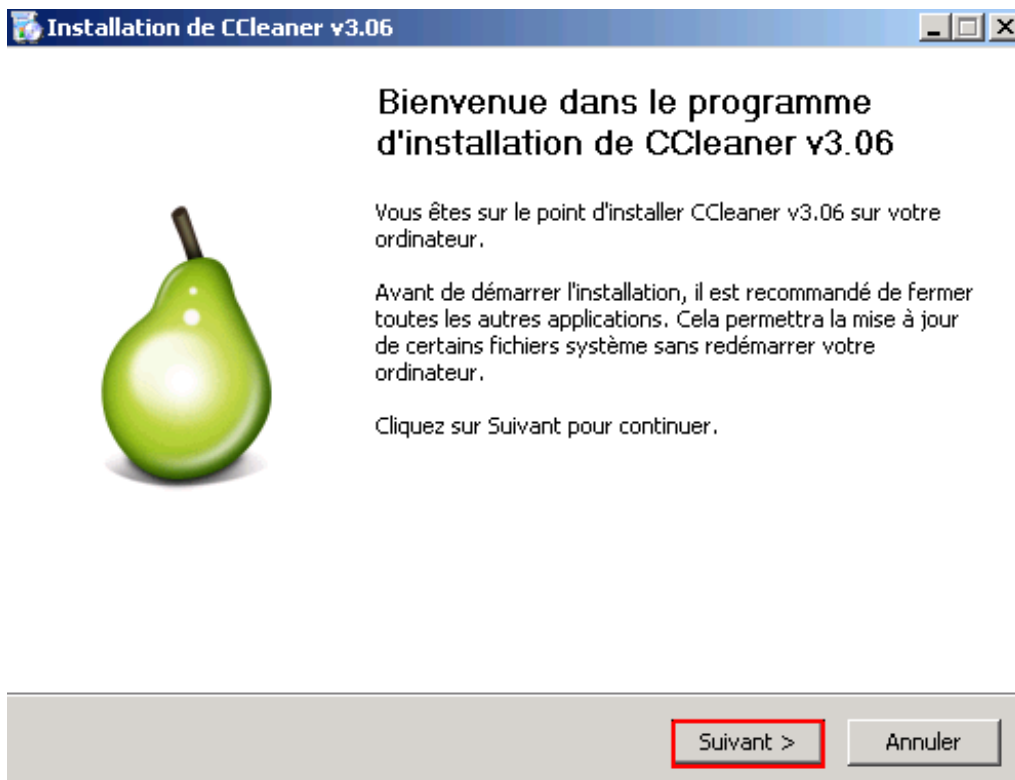 Installation de CCleaner v3.06
Bienvenue dans le programme
d'installation de CCleaner v3.06
Vous êtes sur le point d'installer CCleaner v3.06 sur votre
ordinateur.
Avant de démarrer l'installation, il est recommandé de fermer
toutes les autres applications. Cela permettra la mise à jour
de certains fichiers système sans redémarrer votre
ordinateur.
Cliquez sur Suivant pour continuer.
Suivant >
Annuler